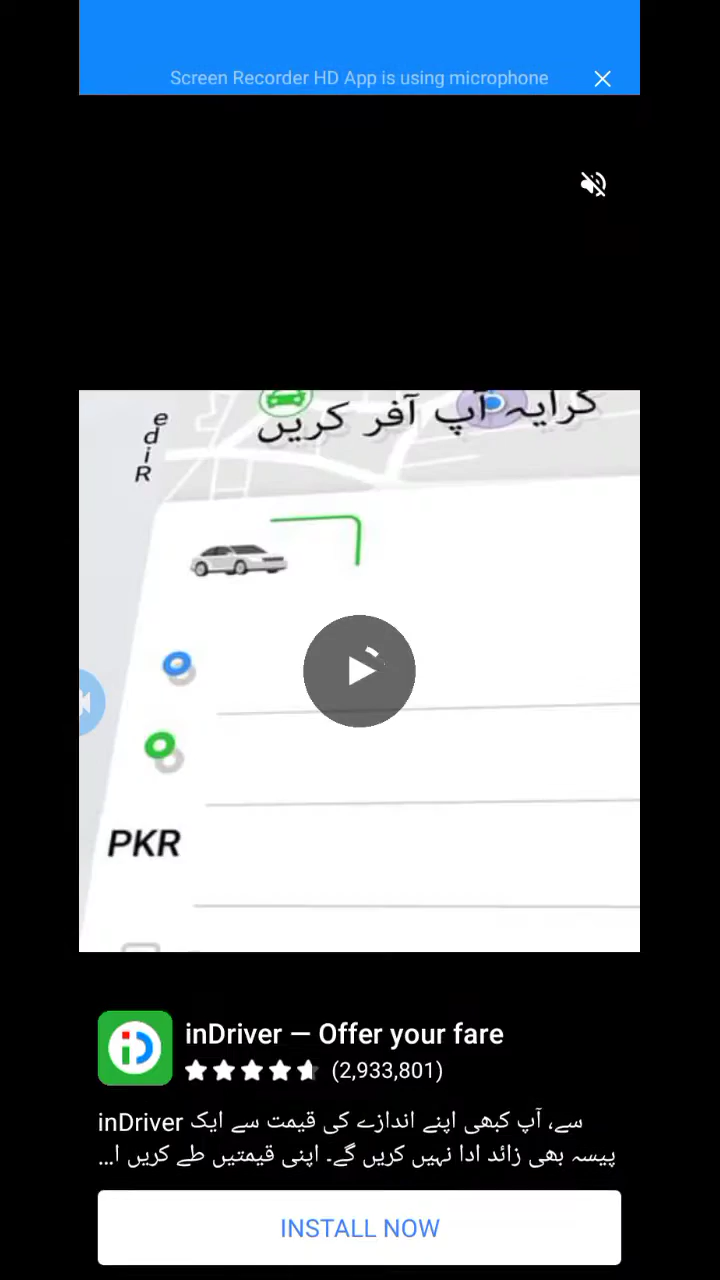 Screen Recorder HD App is using microphone
کرایہ آپ آفر کریں
Ride
PKR
inDriver — Offer your fare
(2,933,801)
inDriver سے، آپ کبھی اپنے اندازے کی قیمت سے ایک
پیسہ بھی زائد ادا نہیں کریں گے۔ اپنی قیمتیں طے کریں ا...
INSTALL NOW